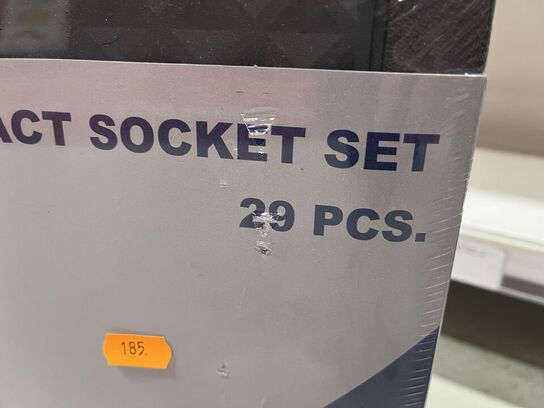 ACT SOCKET SET
29 PCS.
185.